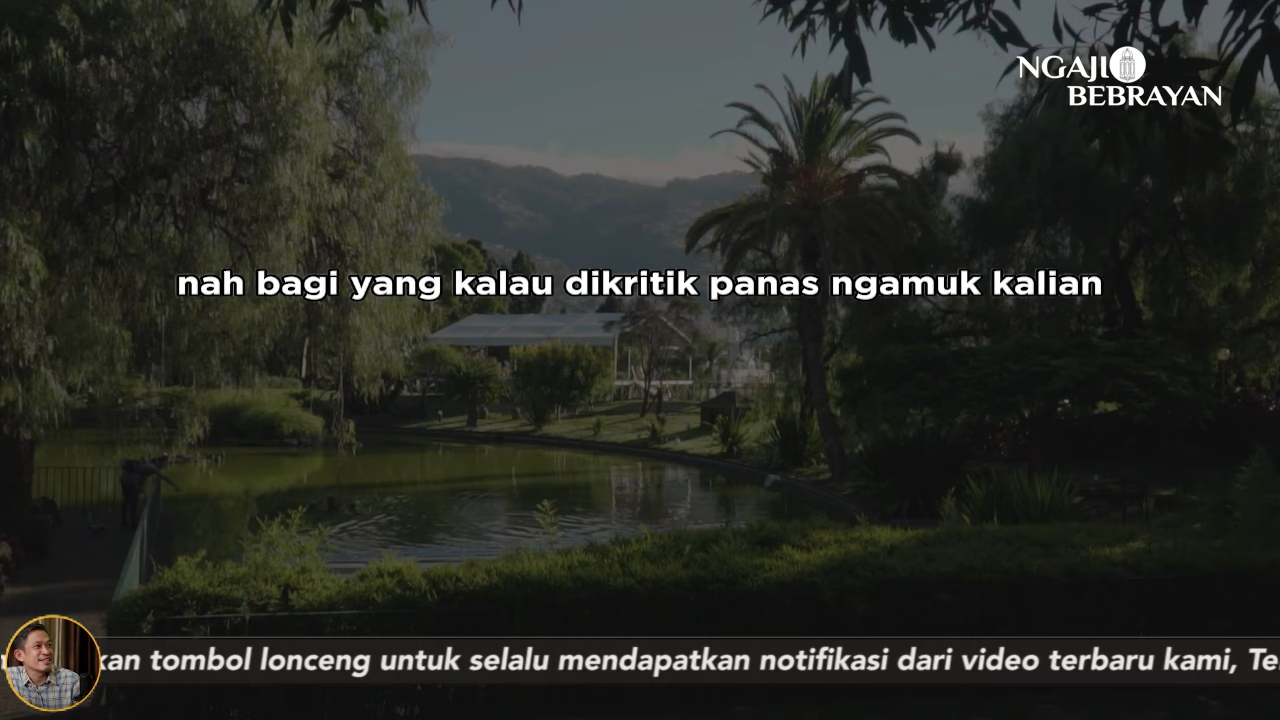 NGAJI
BEBRAYAN
nah bagi yang kalau dikritik panas ngamuk kalian
kan tombol lonceng untuk selalu mendapatkan notifikasi dari video terbaru kami, Te